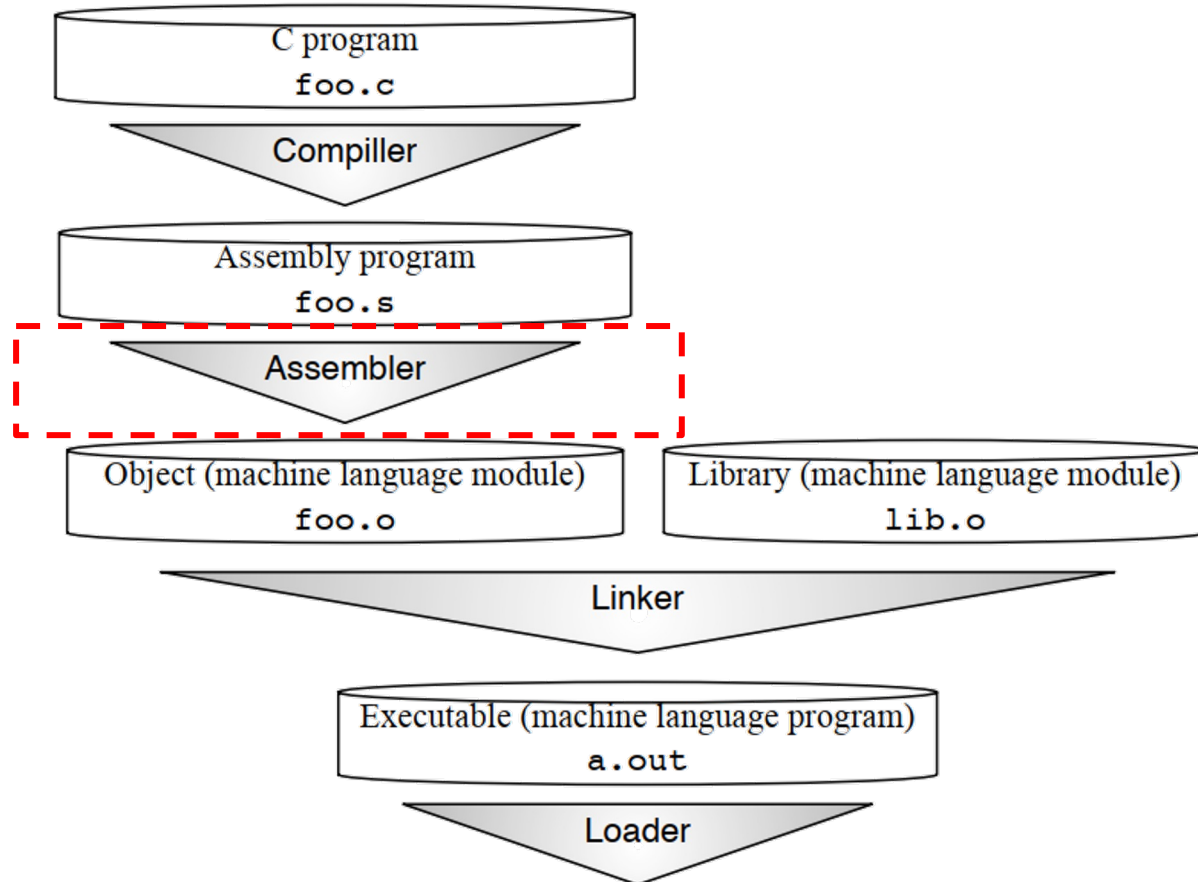 C program
foo.c
Compiller
Assembly program
foo.s
Assembler
Object (machine language module)
foo.o
Library (machine language module)
lib.o
Linker
Executable (machine language program)
a.out
Loader